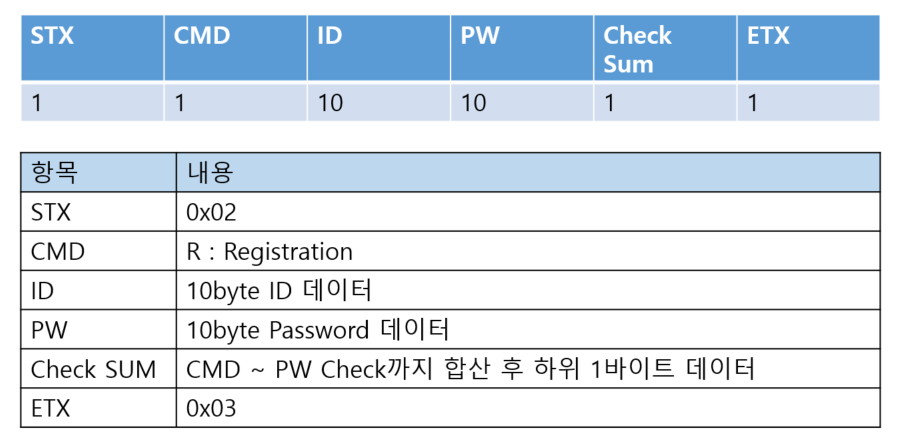 STX CMD ID PW Check Sum ETX
1 1 10 10 1 1
항목 내용
STX 0x02
CMD R : Registration
ID 10byte ID 데이터
PW 10byte Password 데이터
Check SUM CMD ~ PW Check까지 합산 후 하위 1바이트 데이터
ETX 0x03